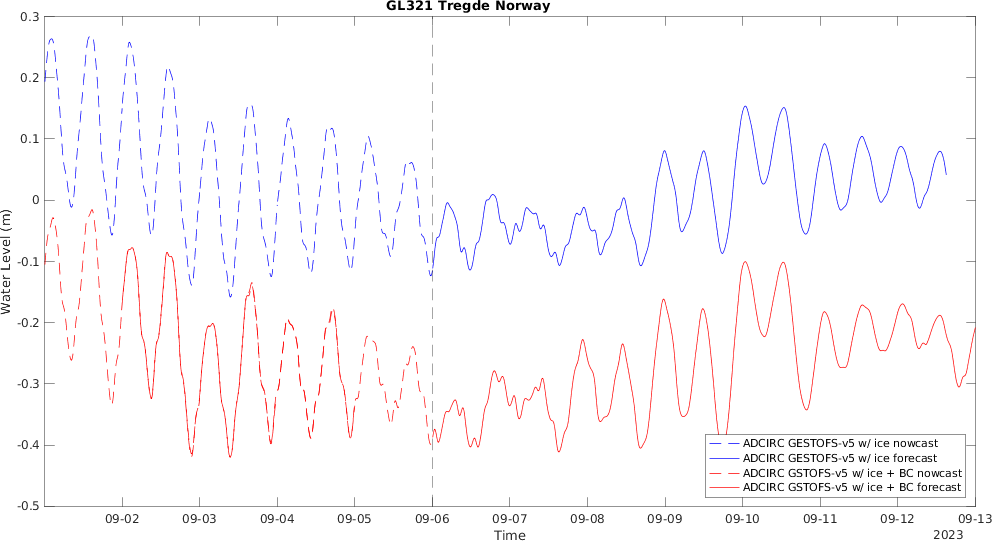 GL321 Tregde Norway
Water Level (m)
0.3
0.2
0.1
0
-0.1
-0.2
-0.3
-0.4
-0.5
ADCIRC GESTOFS-v5 w/ ice nowcast
ADCIRC GESTOFS-v5 w/ ice forecast
ADCIRC GSTOFS-v5 w/ ice + BC nowcast
ADCIRC GSTOFS-v5 w/ ice + BC forecast
09-02 09-03 09-04 09-05 09-06 09-07 09-08 09-09 09-10 09-11 09-12 09-13
Time
2023